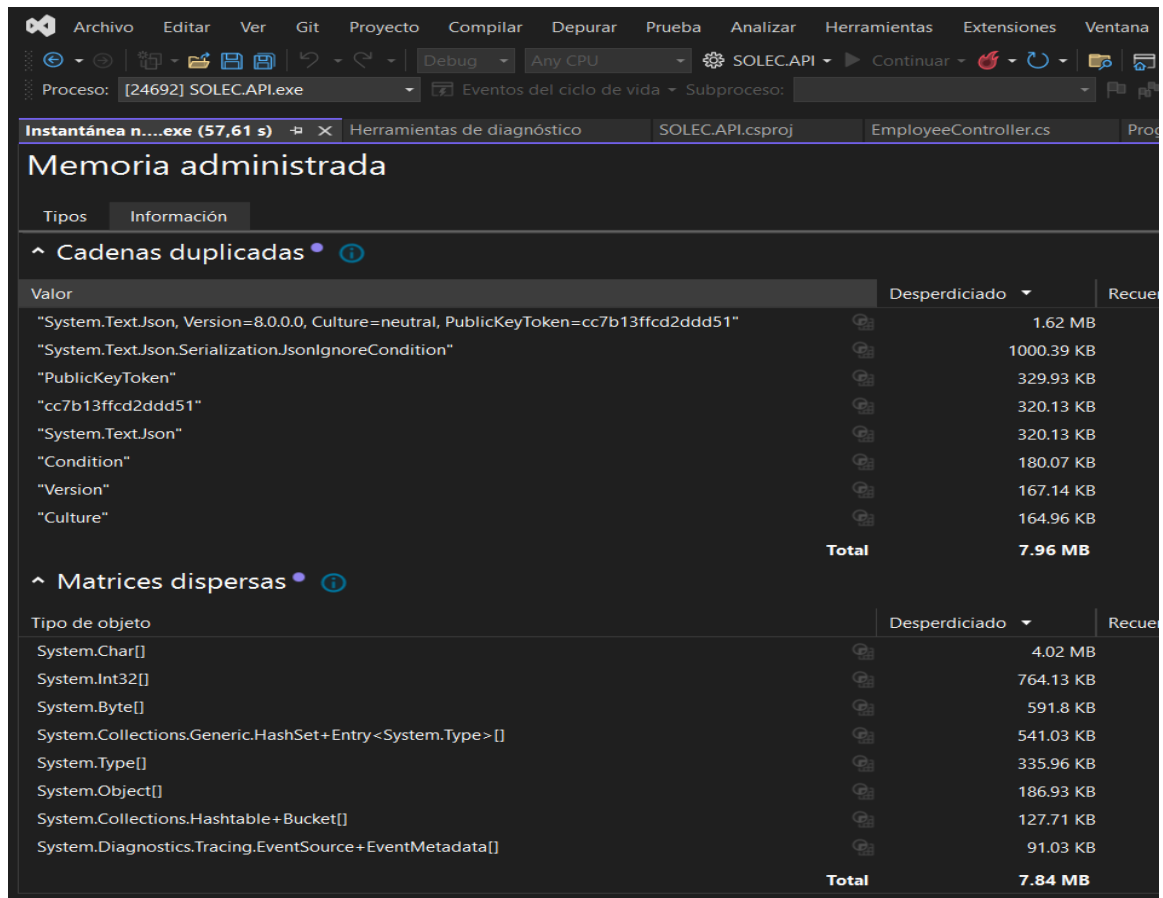 Archivo Editar Ver Git Proyecto Compilar Depurar Prueba Analizar Herramientas Extensiones Ventana
Debug Any CPU SOLEC.API Continuar
Proceso: [24692] SOLEC.API.exe Eventos del ciclo de vida Subproceso:
Instantánea n....exe (57,61 s) Herramientas de diagnóstico SOLEC.API.csproj EmployeeController.cs Prog
Memoria administrada
Tipos Información
Cadenas duplicadas
Valor Desperdiciado Recuer
"System.TextJson, Version=8.0.0.0, Culture=neutral, PublicKeyToken=cc7b13ffcd2ddd51" 1.62 MB
"System.TextJson.Serialization.JsonIgnoreCondition" 1000.39 KB
"PublicKeyToken" 329.93 KB
"cc7b13ffcd2ddd51" 320.13 KB
"System.TextJson" 320.13 KB
"Condition" 180.07 KB
"Version" 167.14 KB
"Culture" 164.96 KB
Total 7.96 MB
Matrices dispersas
Tipo de objeto Desperdiciado Recuer
System.Char[] 4.02 MB
System.Int32[] 764.13 KB
System.Byte[] 591.8 KB
System.Collections.Generic.HashSet+Entry<System.Type>[] 541.03 KB
System.Type[] 335.96 KB
System.Object[] 186.93 KB
System.Collections.Hashtable+Bucket[] 127.71 KB
System.Diagnostics.Tracing.EventSource+EventMetadata[] 91.03 KB
Total 7.84 MB